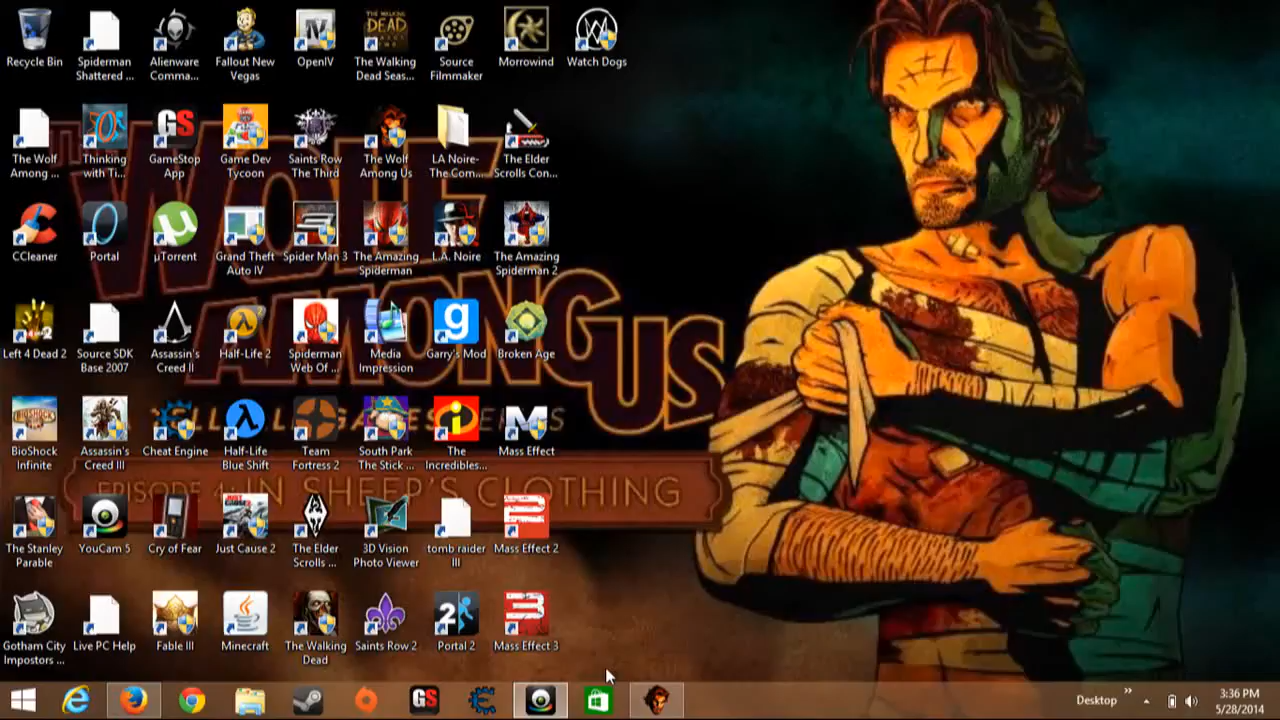 Recycle Bin
Spiderman
Shattered ...
Alienware
Comma...
Fallout New
Vegas
OpenIV
The Walking
Dead Seas...
Source
Filmmaker
Morrowind
Watch Dogs
The Wolf
Among ...
Thinking
with Ti...
GameStop
App
Game Dev
Tycoon
Saints Row
The Third
The Wolf
Among Us
LA Noire-
The Com...
The Elder
Scrolls Con...
CCleaner
Portal
µTorrent
Grand Theft
Auto IV
Spider Man 3
The Amazing
Spiderman
L.A. Noire
The Amazing
Spiderman 2
Left 4 Dead 2
Source SDK
Base 2007
Assassin's
Creed II
Half-Life 2
Spiderman
Web Of ...
Media
Impression
Garry's Mod
Broken Age
BioShock
Infinite
Assassin's
Creed III
Cheat Engine
Half-Life
Blue Shift
Team
Fortress 2
South Park
The Stick ...
The
Incredibles...
Mass Effect
The Stanley
Parable
YouCam 5
Cry of Fear
Just Cause 2
The Elder
Scrolls ...
3D Vision
Photo Viewer
tomb raider
III
Mass Effect 2
Gotham City
Impostors ...
Live PC Help
Fable III
Minecraft
The Walking
Dead
Saints Row 2
Portal 2
Mass Effect 3
THE
WOLF
AMONG US
EPISODE 4: IN SHEEP'S CLOTHING
GS
Desktop
3:36 PM
5/28/2014